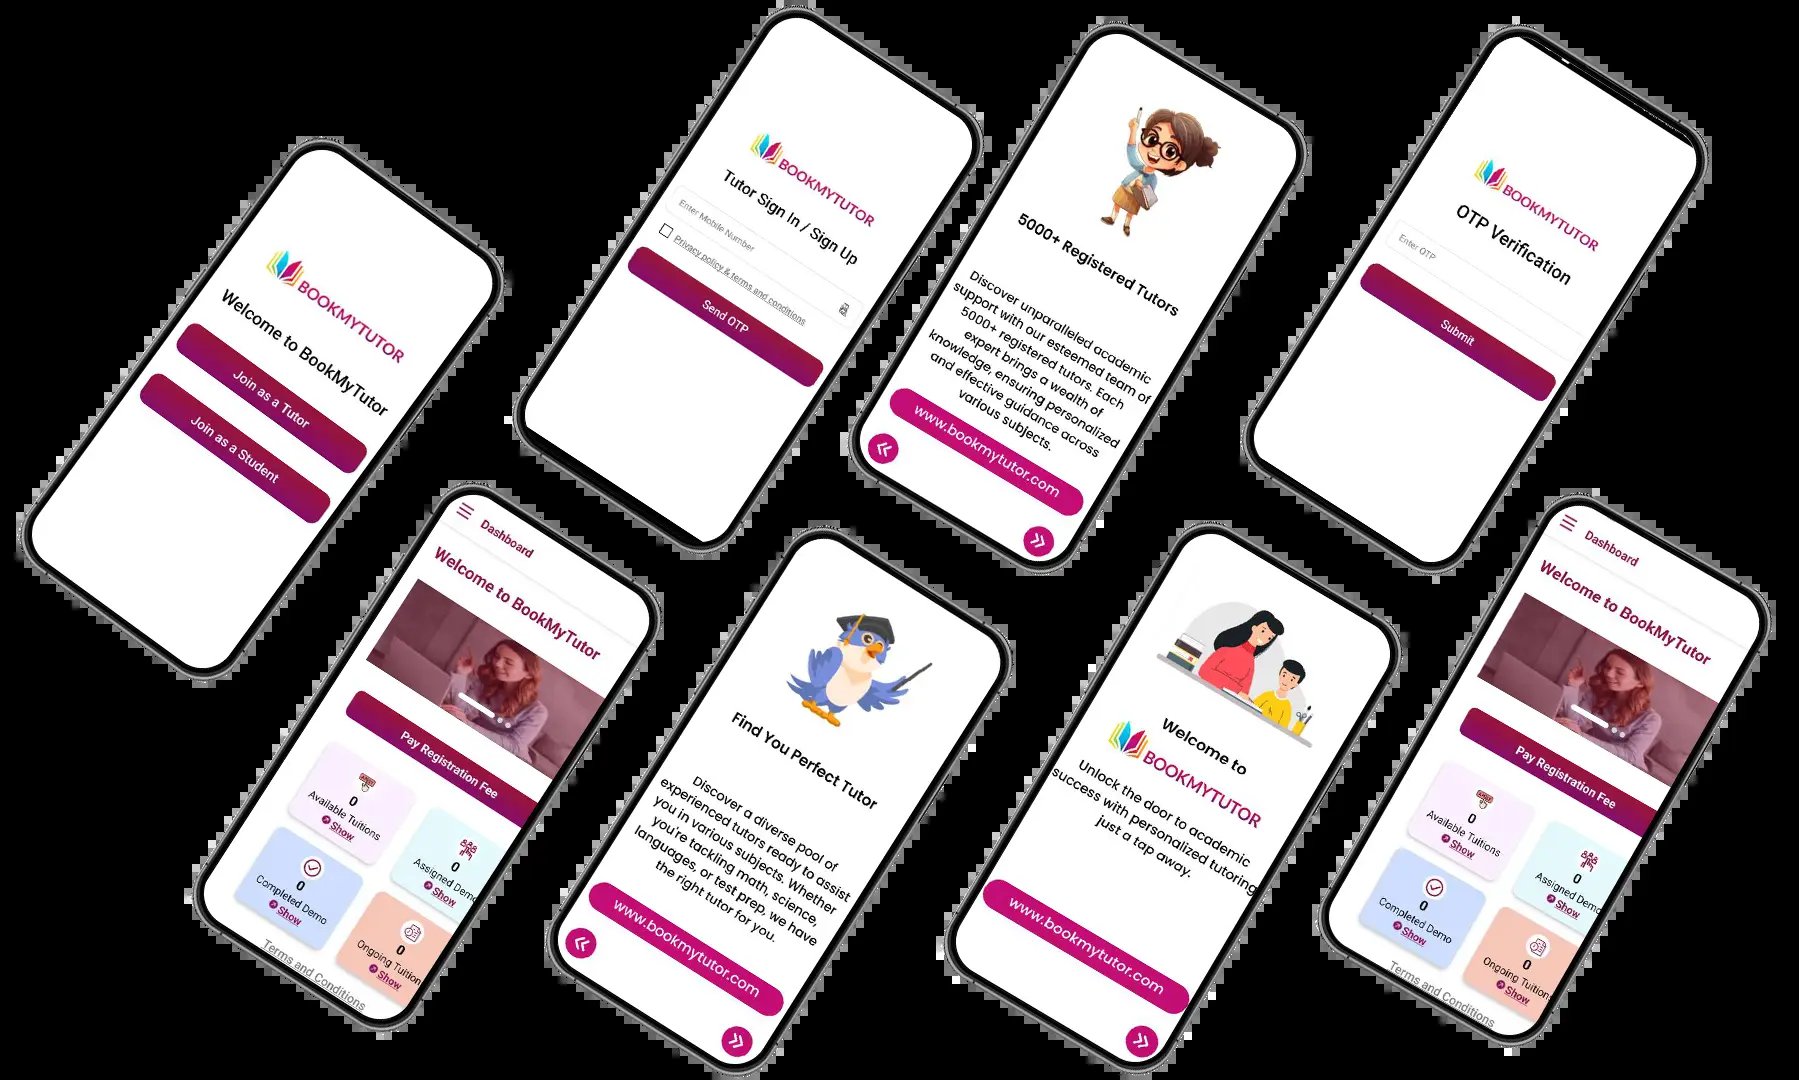 BOOKMYTUTOR
Welcome to BookMyTutor
Join as a Tutor
Join as a Student
BOOKMYTUTOR
Tutor Sign In / Sign Up
Enter Mobile Number
Privacy policy & terms and conditions
Send OTP
5000+ Registered Tutors
Discover unparalleled academic
support with our esteemed team of
5000+ registered tutors. Each
expert brings a wealth of
knowledge, ensuring personalized
and effective guidance across
various subjects.
www.bookmytutor.com
BOOKMYTUTOR
OTP Verification
Enter OTP
Submit
Dashboard
Welcome to BookMyTutor
Pay Registration Fee
0
Available Tuitions
Show
0
Assigned Demo
Show
0
Completed Demo
Show
0
Ongoing Tuition
Show
Terms and Conditions
Find You Perfect Tutor
Discover a diverse pool of
experienced tutors ready to assist
you in various subjects. Whether
you're tackling math, science,
languages, or test prep, we have
the right tutor for you.
www.bookmytutor.com
Welcome to
BOOKMYTUTOR
Unlock the door to academic
success with personalized tutoring
just a tap away.
www.bookmytutor.com
Dashboard
Welcome to BookMyTutor
Pay Registration Fee
0
Available Tuitions
Show
0
Assigned Demo
Show
0
Completed Demo
Show
0
Ongoing Tuitions
Show
Terms and Conditions